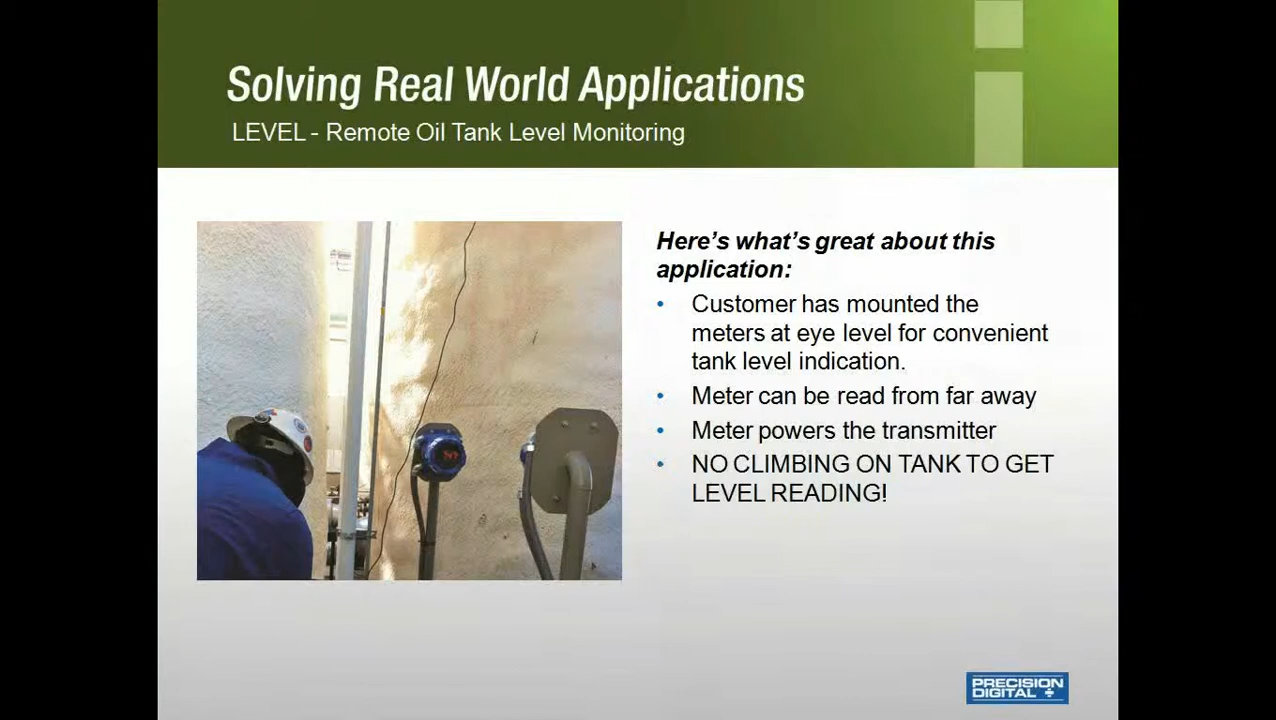 Solving Real World Applications
LEVEL - Remote Oil Tank Level Monitoring
Here's what's great about this
application:
• Customer has mounted the
meters at eye level for convenient
tank level indication.
• Meter can be read from far away
• Meter powers the transmitter
• NO CLIMBING ON TANK TO GET
LEVEL READING!
PRECISION
DIGITAL